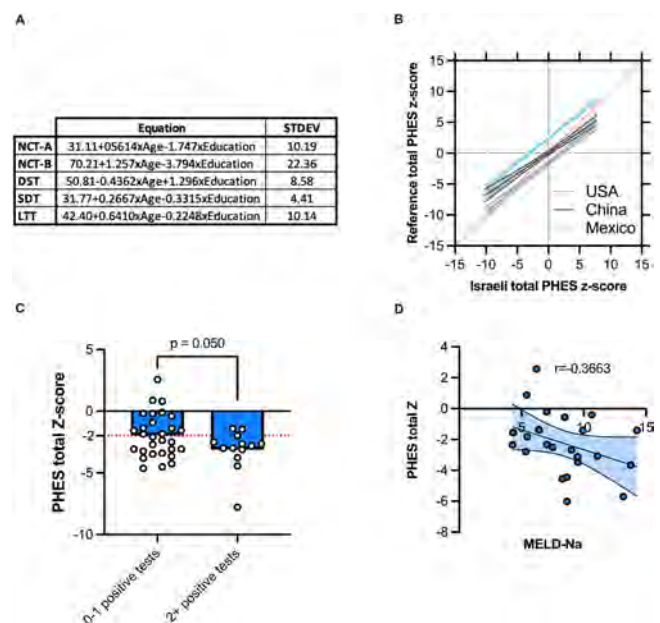 A
Equation STDEV
NCT-A 31.11+05614xAge-1.747xEducation 10.19
NCT-B 70.21+1.257xAge-3.794xEducation 22.36
DST 50.81-0.4362xAge+1.296xEducation 8.58
SDT 31.77+0.2667xAge-0.3315xEducation 4.41
LTT 42.40+0.6410xAge-0.2248xEducation 10.14
B
Reference total PHES z-score
15
10
5
0
-5
-10
-15
USA
China
Mexico
-15 -10 -5 0 5 10 15
Israeli total PHES z-score
C
p = 0.050
PHES total Z-score
5
0
-2
-5
-10
0-1 positive tests
2+ positive tests
D
r=-0.3663
PHES total Z
4
2
0
-2
-4
-6
-8
5 10 15
MELD-Na